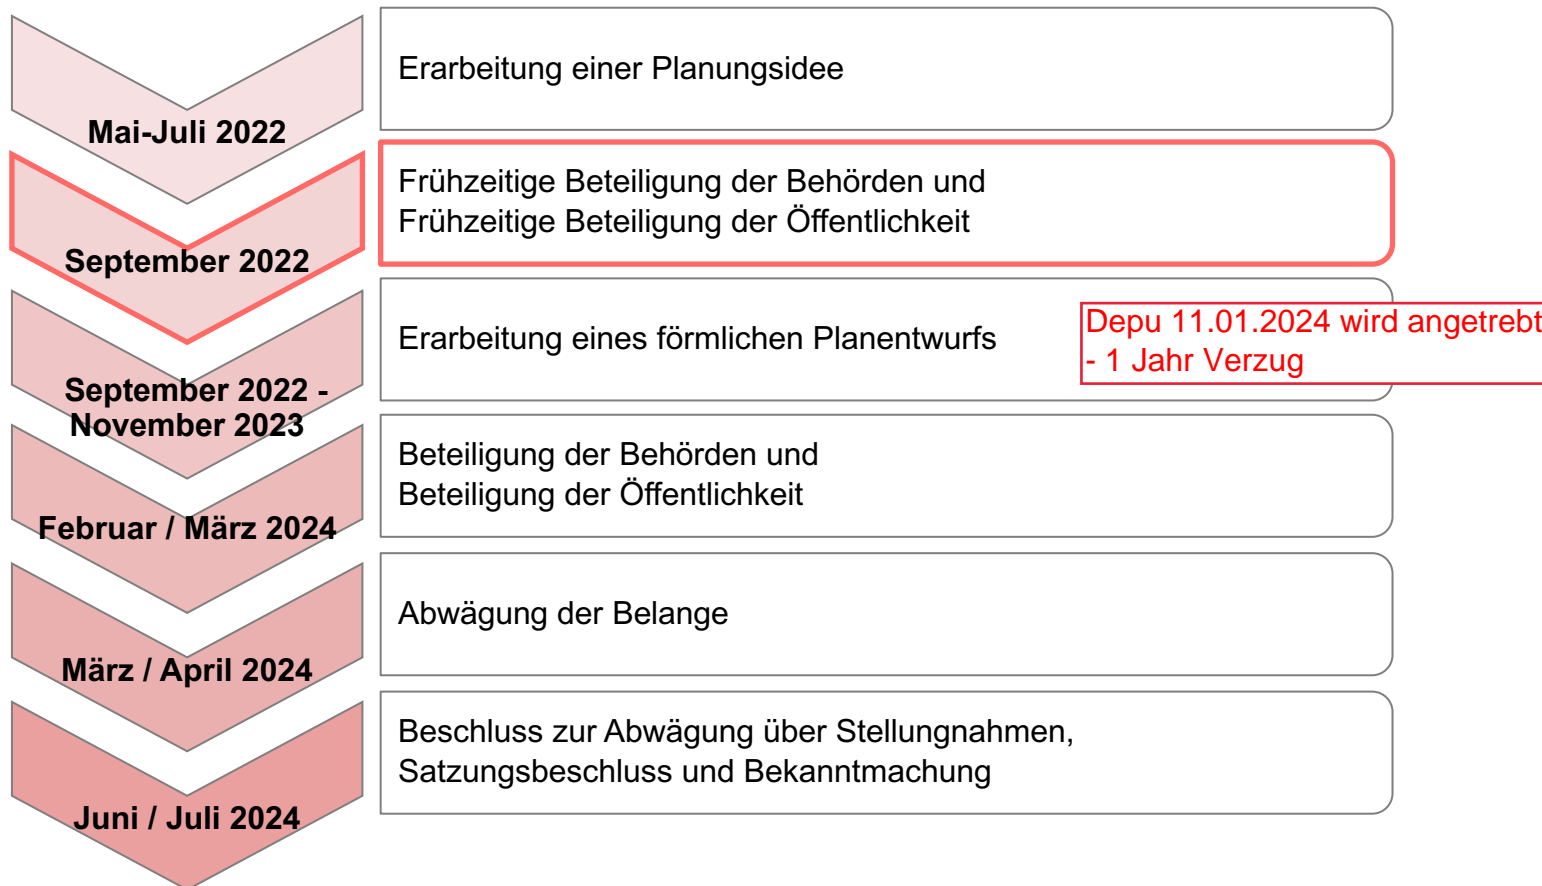 Mai-Juli 2022
Erarbeitung einer Planungsidee
September 2022
Frühzeitige Beteiligung der Behörden und
Frühzeitige Beteiligung der Öffentlichkeit
September 2022 -
November 2023
Erarbeitung eines förmlichen Planentwurfs
Depu 11.01.2024 wird angetrebt
- 1 Jahr Verzug
Februar / März 2024
Beteiligung der Behörden und
Beteiligung der Öffentlichkeit
März / April 2024
Abwägung der Belange
Juni / Juli 2024
Beschluss zur Abwägung über Stellungnahmen,
Satzungsbeschluss und Bekanntmachung